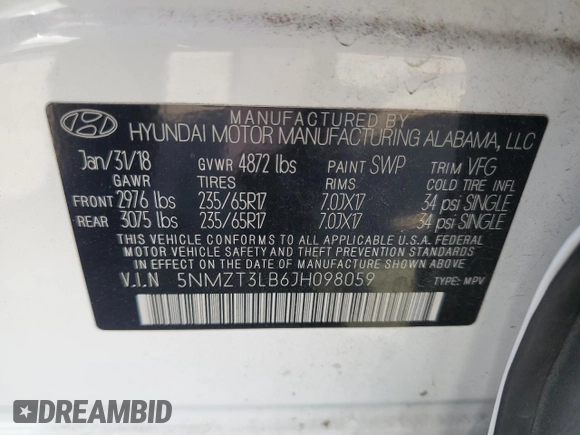 MANUFACTURED BY
HYUNDAI MOTOR MANUFACTURING ALABAMA, LLC
Jan/31/18 GVWR 4872 lbs PAINT SWP TRIM VFG
GAWR TIRES RIMS COLD TIRE INFL
FRONT 2976 lbs 235/65R17 7.0JX17 34 psi SINGLE
REAR 3075 lbs 235/65R17 7.0JX17 34 psi SINGLE
THIS VEHICLE CONFORMS TO ALL APPLICABLE U.S.A. FEDERAL
MOTOR VEHICLE SAFETY AND THEFT PREVENTION STANDARDS
IN EFFECT ON THE DATE OF MANUFACTURE SHOWN ABOVE.
V.I.N 5NMZT3LB6JH098059 TYPE: MPV
DREAMBID